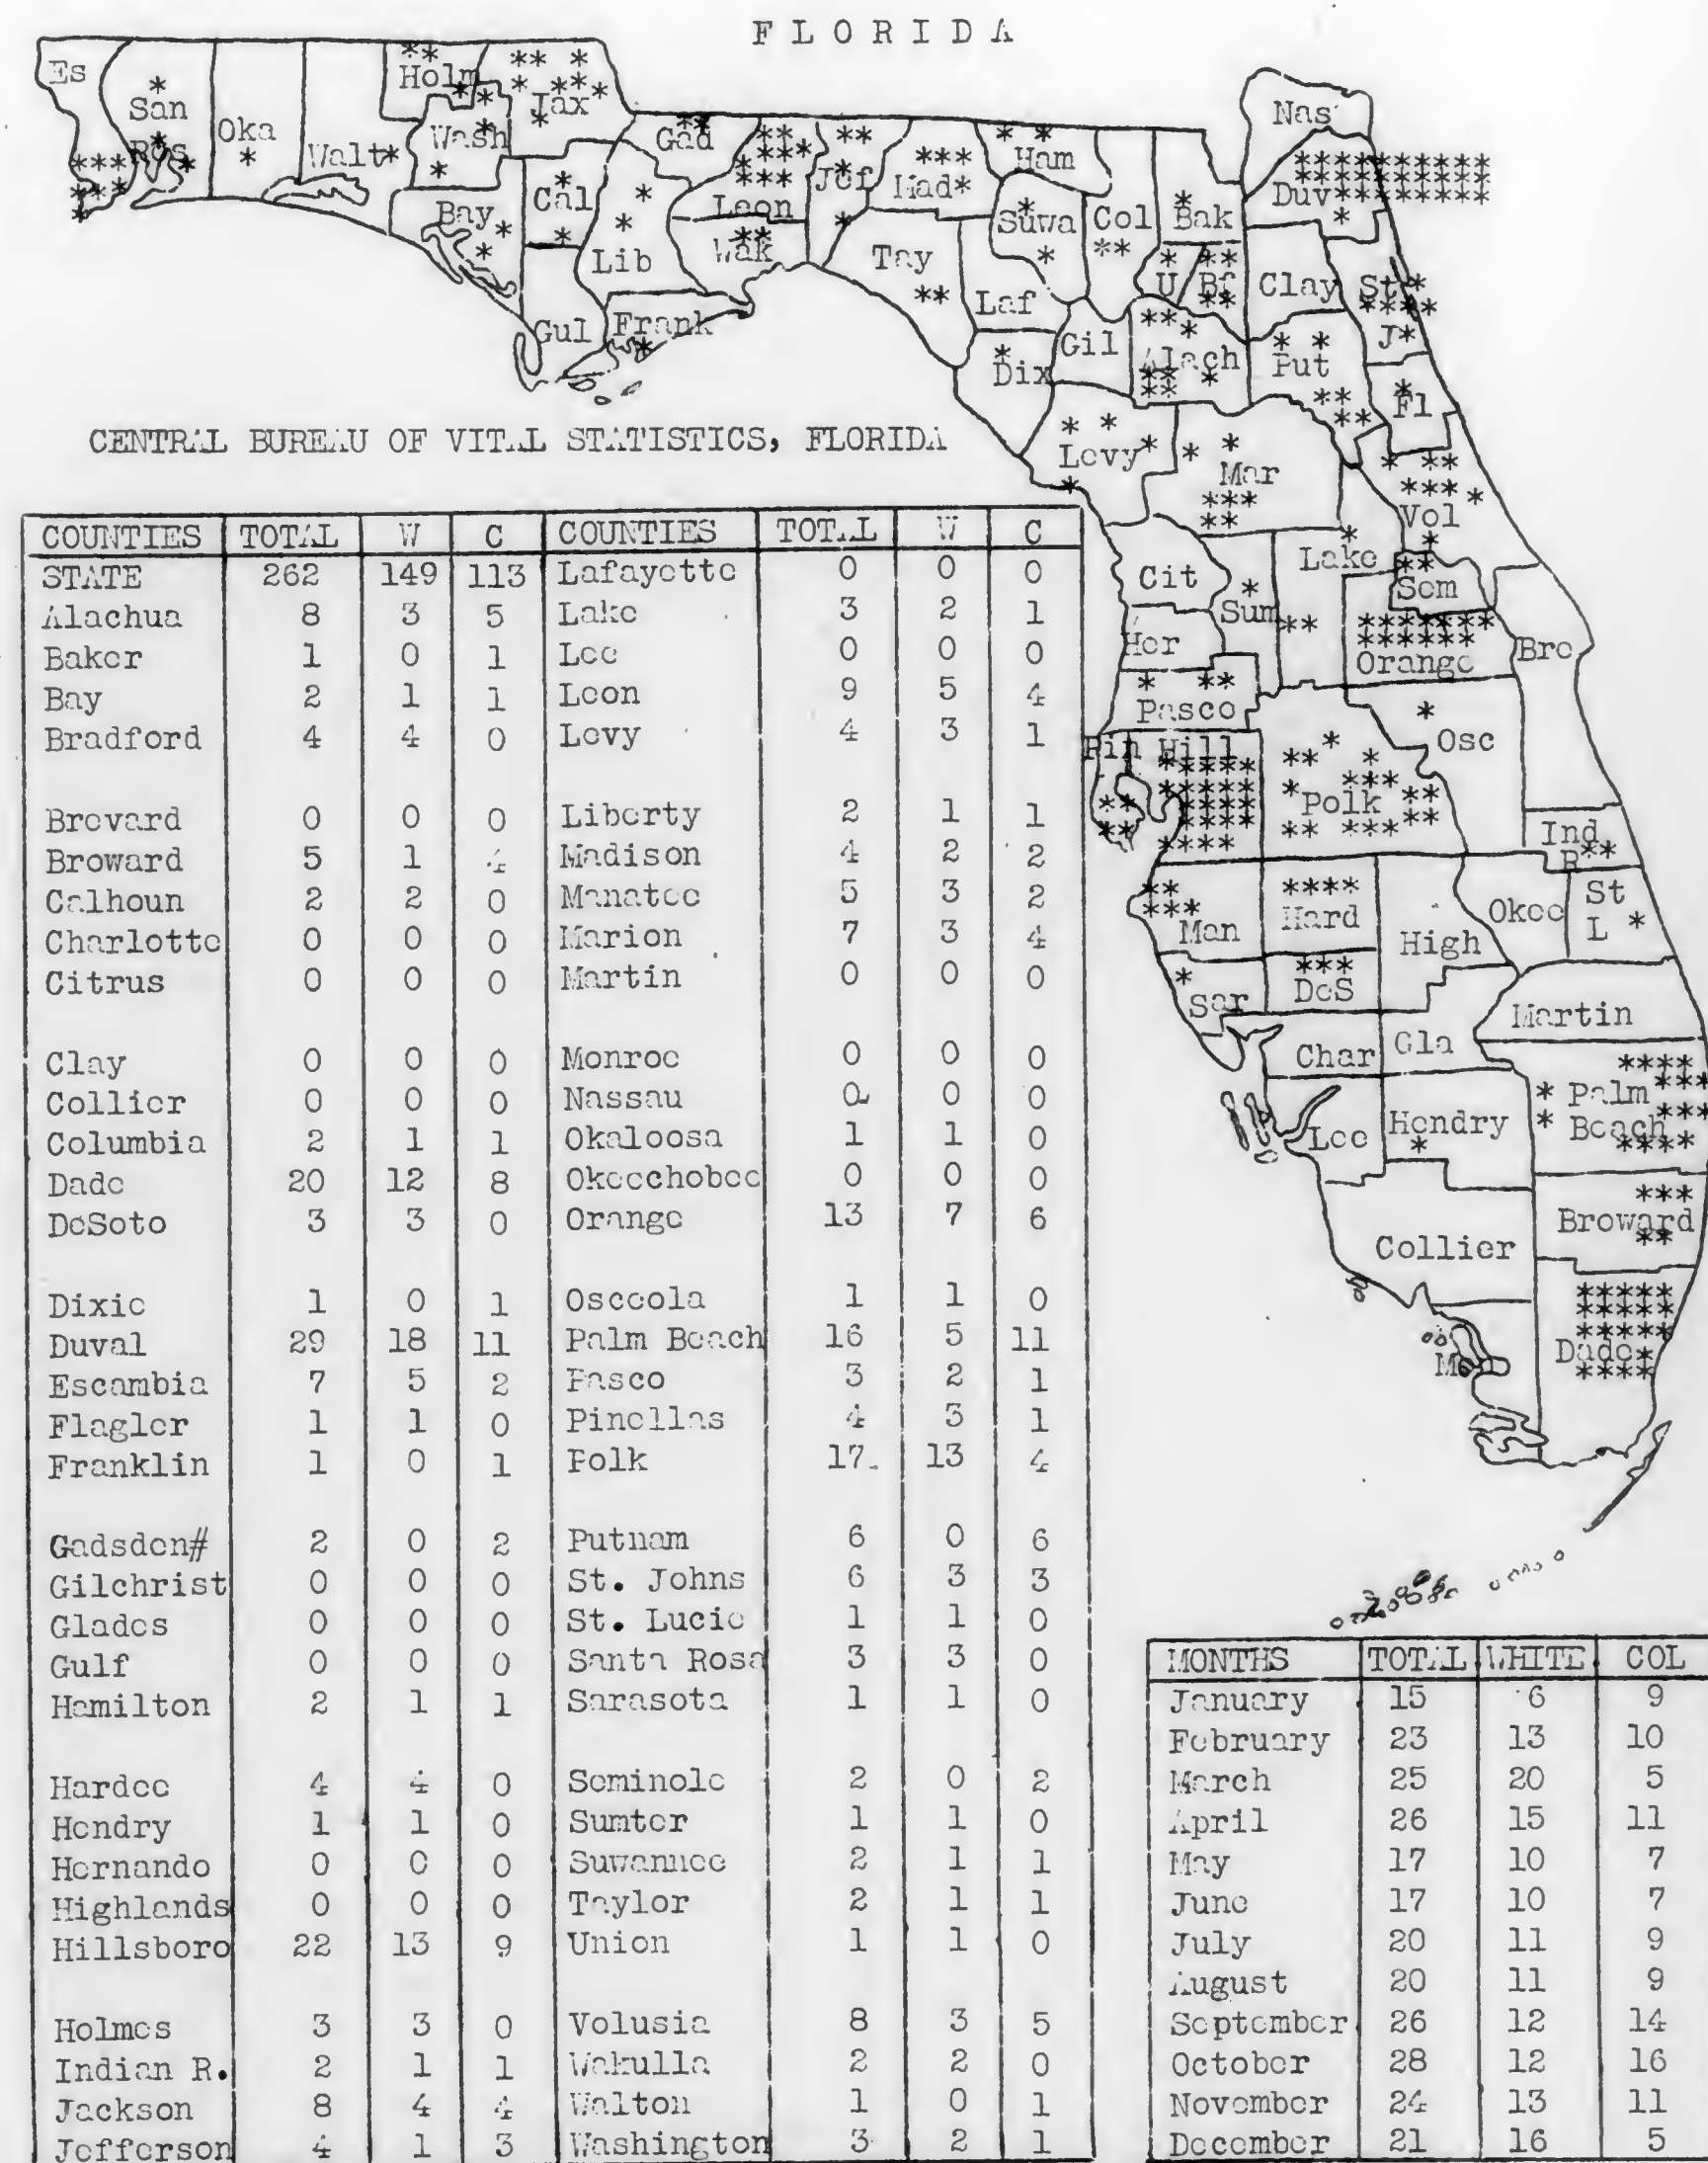 FLORIDA
Es
San
Ros
Oka
Walt
Holm
Wash
Jax
Bay
Cal
Gul
Lib
Frank
Gad
Leon
Wak
Jef
Mad
Tay
Ham
Suwa
Laf
Dix
Col
Gil
Bak
U
Bf
Alach
Levy
Nas
Duv
Clay
St
J
Put
Fl
Mar
Vol
Cit
Sum
Lake
Sem
Orange
Her
Pasco
Bre
Pin
Hill
Polk
Osc
Ind
R
Man
Hard
High
Okee
St
L
Sar
DeS
Martin
Char
Gla
Palm
Beach
Lee
Hendry
Broward
Collier
Dade
Mo
CENTRAL BUREAU OF VITAL STATISTICS, FLORIDA
COUNTIES TOTAL W C COUNTIES TOTAL W C
STATE 262 149 113 Lafayette 0 0 0
Alachua 8 3 5 Lake 3 2 1
Baker 1 0 1 Lee 0 0 0
Bay 2 1 1 Leon 9 5 4
Bradford 4 4 0 Levy 4 3 1
Brevard 0 0 0 Liberty 2 1 1
Broward 5 1 4 Madison 4 2 2
Calhoun 2 2 0 Manatee 5 3 2
Charlotte 0 0 0 Marion 7 3 4
Citrus 0 0 0 Martin 0 0 0
Clay 0 0 0 Monroe 0 0 0
Collier 0 0 0 Nassau 0 0 0
Columbia 2 1 1 Okaloosa 1 1 0
Dade 20 12 8 Okeechobee 0 0 0
DeSoto 3 3 0 Orange 13 7 6
Dixie 1 0 1 Osceola 1 1 0
Duval 29 18 11 Palm Beach 16 5 11
Escambia 7 5 2 Pasco 3 2 1
Flagler 1 1 0 Pinellas 4 3 1
Franklin 1 0 1 Polk 17 13 4
Gadsden# 2 0 2 Putnam 6 0 6
Gilchrist 0 0 0 St. Johns 6 3 3
Glades 0 0 0 St. Lucie 1 1 0
Gulf 0 0 0 Santa Rosa 3 3 0
Hamilton 2 1 1 Sarasota 1 1 0
Hardee 4 4 0 Seminole 2 0 2
Hendry 1 1 0 Sumter 1 1 0
Hernando 0 0 0 Suwannee 2 1 1
Highlands 0 0 0 Taylor 2 1 1
Hillsboro 22 13 9 Union 1 1 0
Holmes 3 3 0 Volusia 8 3 5
Indian R. 2 1 1 Wakulla 2 2 0
Jackson 8 4 4 Walton 1 0 1
Jefferson 4 1 3 Washington 3 2 1
MONTHS TOTAL WHITE COL
January 15 6 9
February 23 13 10
March 25 20 5
April 26 15 11
May 17 10 7
June 17 10 7
July 20 11 9
August 20 11 9
September 26 12 14
October 28 12 16
November 24 13 11
December 21 16 5